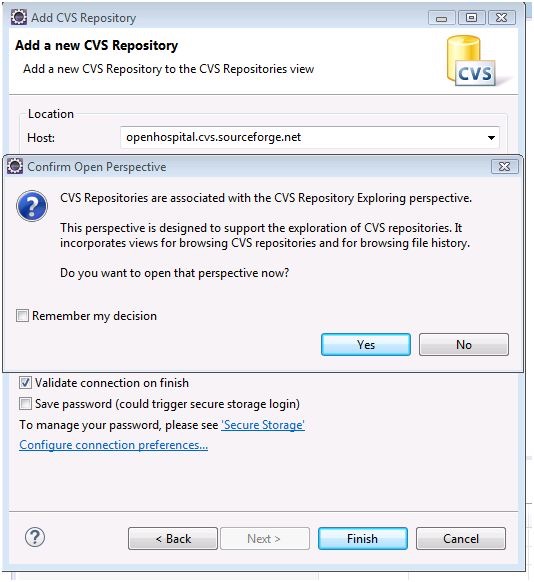 Add CVS Repository
Add a new CVS Repository
Add a new CVS Repository to the CVS Repositories view
CVS
Location
Host:
openhospital.cvs.sourceforge.net
Confirm Open Perspective
CVS Repositories are associated with the CVS Repository Exploring perspective.
This perspective is designed to support the exploration of CVS repositories. It
incorporates views for browsing CVS repositories and for browsing file history.
Do you want to open that perspective now?
Remember my decision
Yes
No
Validate connection on finish
Save password (could trigger secure storage login)
To manage your password, please see 'Secure Storage'
Configure connection preferences...
?
< Back
Next >
Finish
Cancel